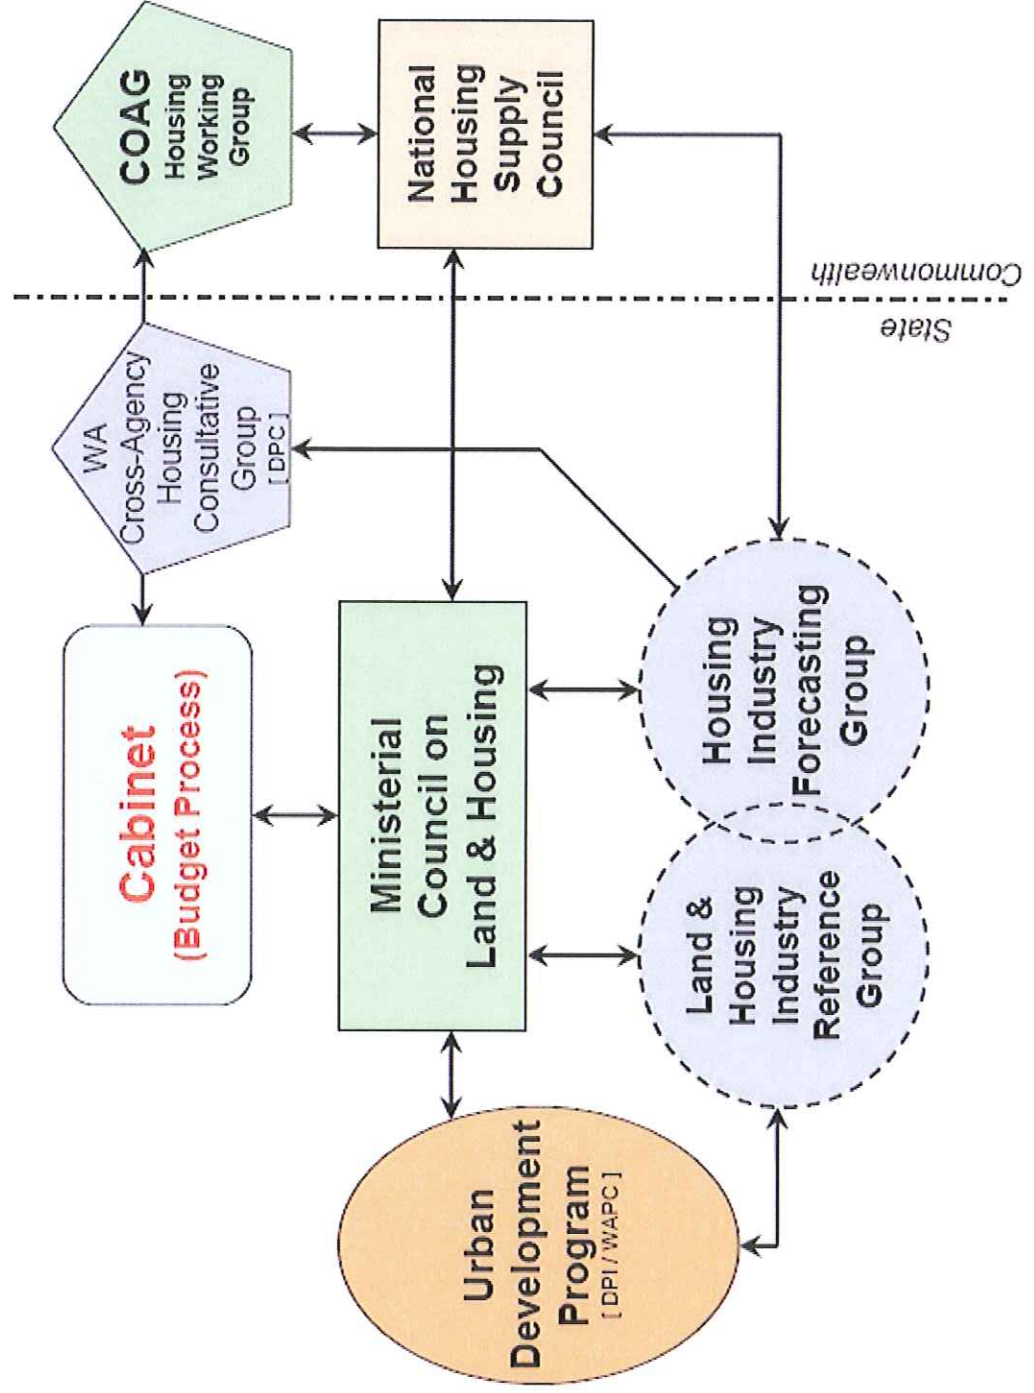 Cabinet
(Budget Process)
WA
Cross-Agency
Housing
Consultative
Group
[ DPC ]
COAG
Housing
Working
Group
Urban
Development
Program
[ DPI / WAPC ]
Ministerial
Council on
Land & Housing
National
Housing
Supply
Council
Land &
Housing
Industry
Reference
Group
Housing
Industry
Forecasting
Group
State
Commonwealth